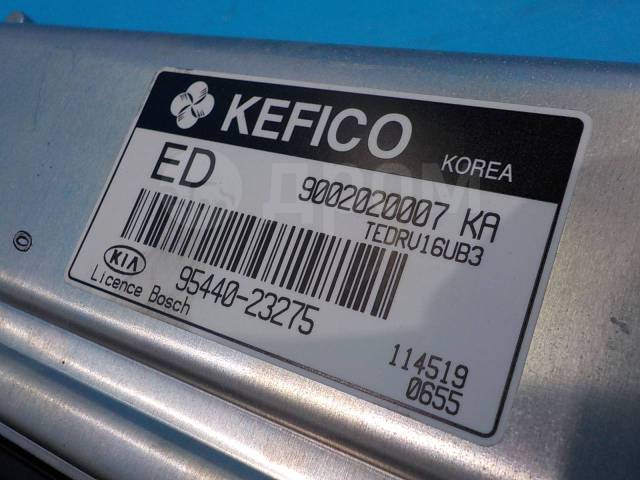 KEFICO
KOREA
ED
9002020007 KA
TEDRU16UB3
KIA
95440-23275
Licence Bosch
114519
0655